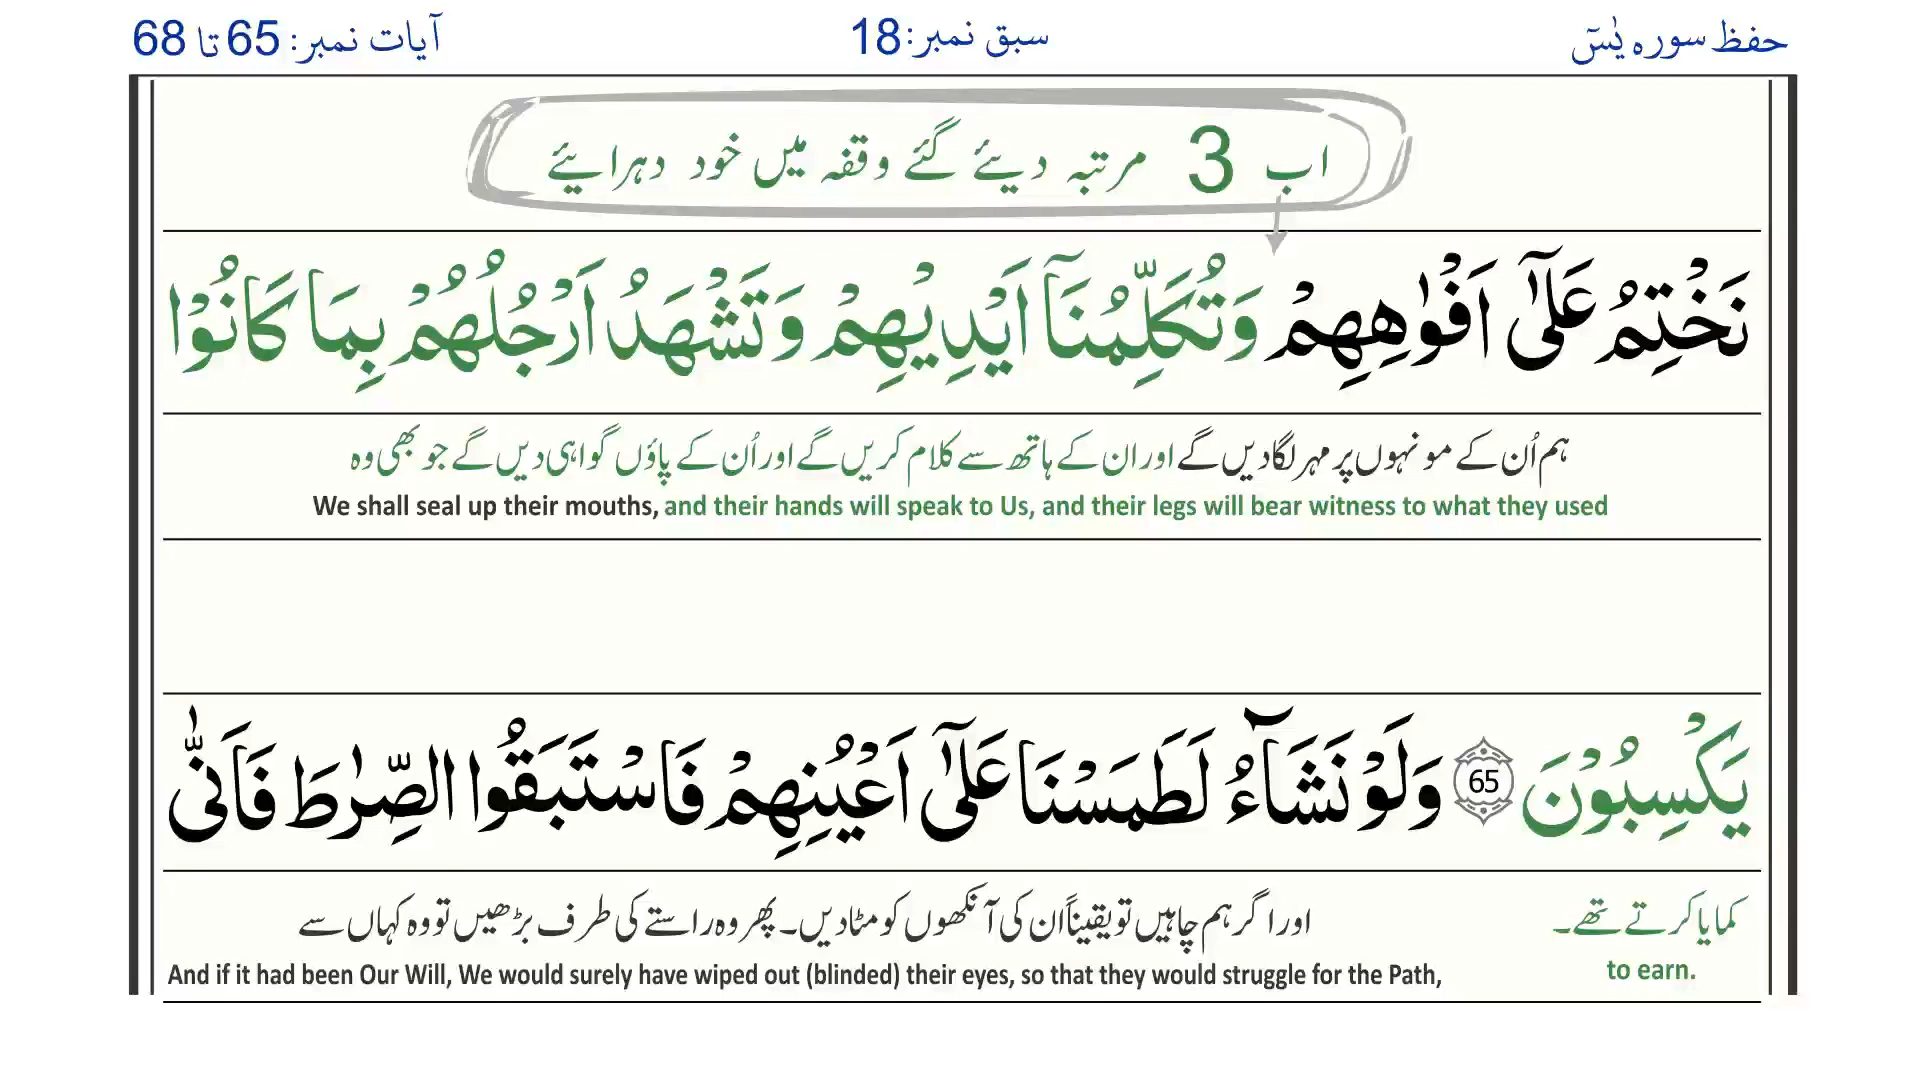 حفظ سورہ یٰسٓ
سبق نمبر: 18
آیات نمبر: 65 تا 68
اب 3 مرتبہ دیئے گئے وقفہ میں خود دہرائیے
نَخْتِمُ عَلٰٓى اَفْوٰهِهِمْ وَتُكَلِّمُنَآ اَيْدِيْهِمْ وَتَشْهَدُ اَرْجُلُهُمْ بِمَا كَانُوْا
ہم اُن کے مونہوں پر مہر لگا دیں گے اور ان کے ہاتھ سے کلام کریں گے اور اُن کے پاؤں گواہی دیں گے جو بھی وہ
We shall seal up their mouths, and their hands will speak to Us, and their legs will bear witness to what they used
يَكْسِبُوْنَ 65 وَلَوْ نَشَآءُ لَطَمَسْنَا عَلٰٓى اَعْيُنِهِمْ فَاسْتَبَقُوا الصِّرٰطَ فَاَنّٰى
کمایا کرتے تھے۔ اور اگر ہم چاہیں تو یقیناً ان کی آنکھوں کو مٹا دیں۔ پھر وہ راستے کی طرف بڑھیں تو وہ کہاں سے
And if it had been Our Will, We would surely have wiped out (blinded) their eyes, so that they would struggle for the Path,
to earn.